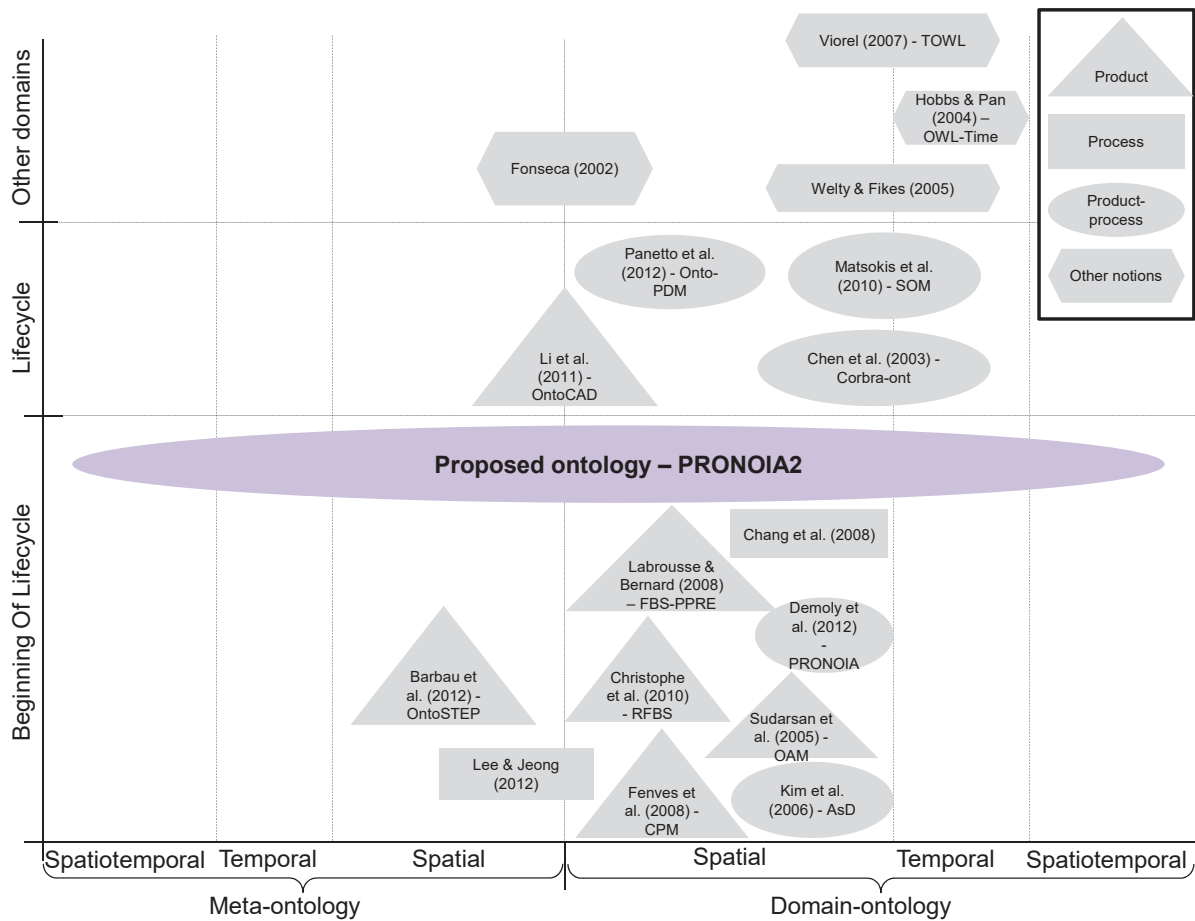 Other domains
Viorel (2007) - TOWL
Hobbs & Pan
(2004) –
OWL-Time
Fonseca (2002)
Welty & Fikes (2005)
Product
Process
Product-
process
Other notions
Lifecycle
Panetto et al.
(2012) - Onto-
PDM
Matsokis et al.
(2010) - SOM
Li et al.
(2011) -
OntoCAD
Chen et al. (2003) -
Corbra-ont
Beginning Of Lifecycle
Proposed ontology – PRONOIA2
Chang et al. (2008)
Labrousse &
Bernard (2008)
– FBS-PPRE
Demoly et
al. (2012)
-
PRONOIA
Barbau et
al. (2012) -
OntoSTEP
Christophe
et al. (2010)
- RFBS
Sudarsan et
al. (2005) -
OAM
Lee & Jeong
(2012)
Fenves et
al. (2008) -
CPM
Kim et al.
(2006) - AsD
Spatiotemporal
Temporal
Spatial
Spatial
Temporal
Spatiotemporal
Meta-ontology
Domain-ontology